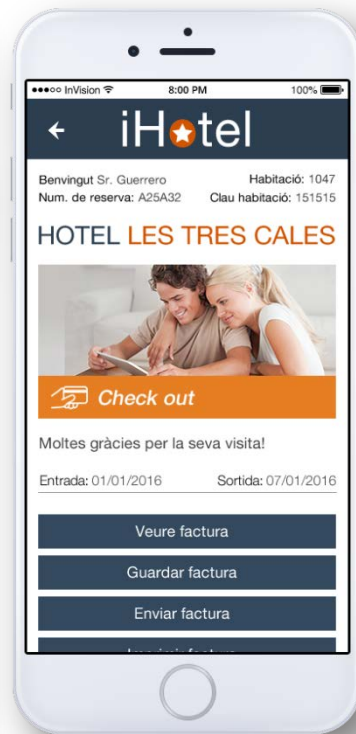 InVision 8:00 PM 100%
iHotel
Benvingut Sr. Guerrero Habitació: 1047
Num. de reserva: A25A32 Clau habitació: 151515
HOTEL LES TRES CALES
Check out
Moltes gràcies per la seva visita!
Entrada: 01/01/2016 Sortida: 07/01/2016
Veure factura
Guardar factura
Enviar factura